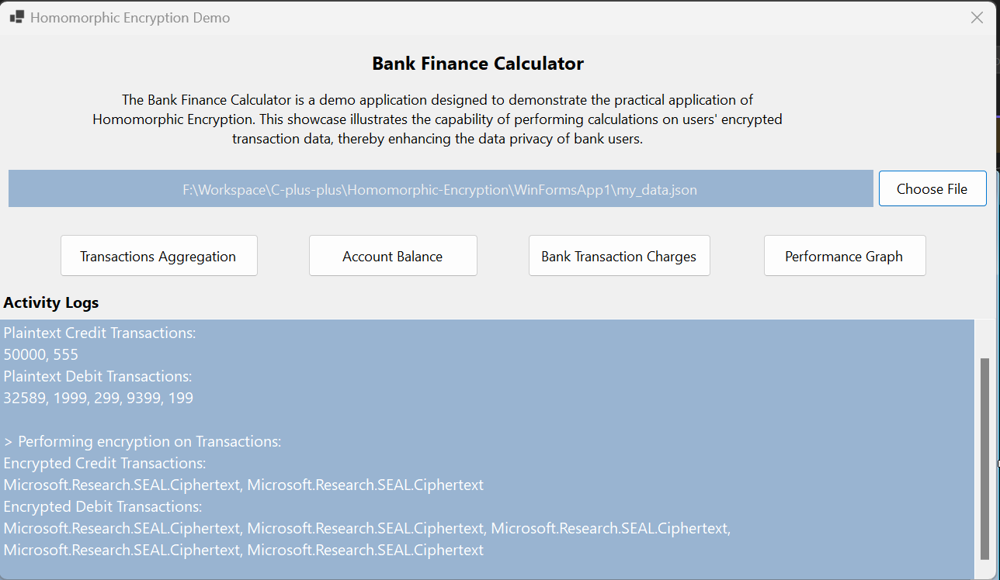 Homomorphic Encryption Demo
Bank Finance Calculator
The Bank Finance Calculator is a demo application designed to demonstrate the practical application of
Homomorphic Encryption. This showcase illustrates the capability of performing calculations on users' encrypted
transaction data, thereby enhancing the data privacy of bank users.
F:\Workspace\C-plus-plus\Homomorphic-Encryption\WinFormsApp1\my_data.json
Choose File
Transactions Aggregation
Account Balance
Bank Transaction Charges
Performance Graph
Activity Logs
Plaintext Credit Transactions:
50000, 555
Plaintext Debit Transactions:
32589, 1999, 299, 9399, 199
> Performing encryption on Transactions:
Encrypted Credit Transactions:
Microsoft.Research.SEAL.Ciphertext, Microsoft.Research.SEAL.Ciphertext
Encrypted Debit Transactions:
Microsoft.Research.SEAL.Ciphertext, Microsoft.Research.SEAL.Ciphertext, Microsoft.Research.SEAL.Ciphertext,
Microsoft.Research.SEAL.Ciphertext, Microsoft.Research.SEAL.Ciphertext